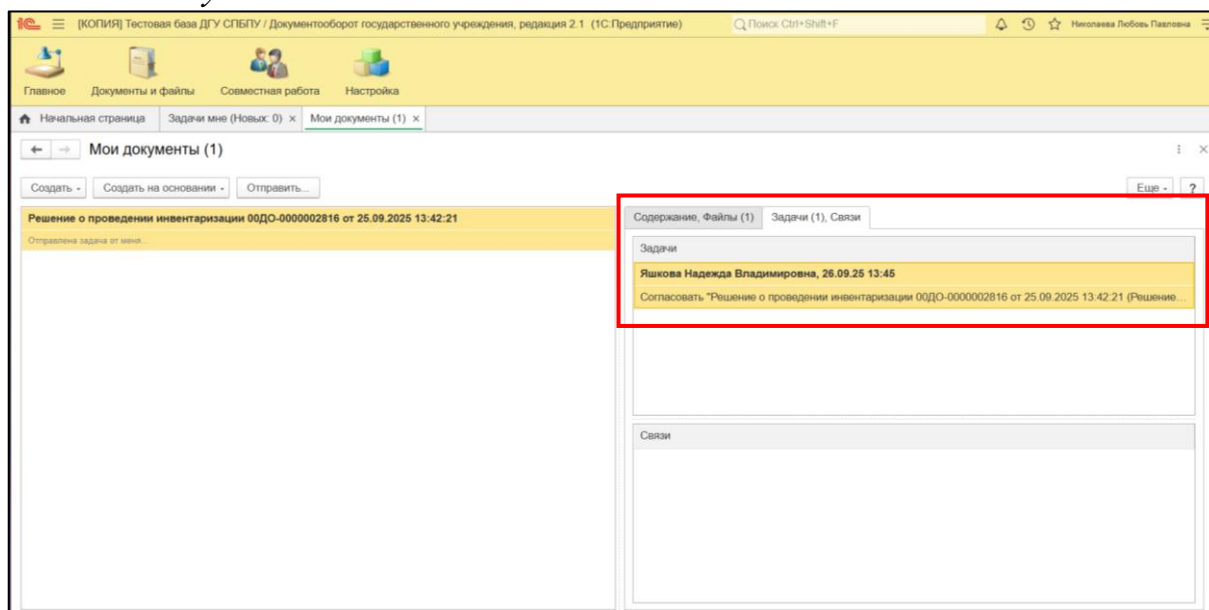 1С [КОПИЯ] Тестовая база ДГУ СПБПУ / Документооборот государственного учреждения, редакция 2.1 (1С:Предприятие) Поиск Ctrl+Shift+F Николаева Любовь Павловна
Главное Документы и файлы Совместная работа Настройка
Начальная страница Задачи мне (Новых: 0) × Мои документы (1) ×
Мои документы (1)
Создать Создать на основании Отправить... Еще ?
Решение о проведении инвентаризации 00ДО-0000002816 от 25.09.2025 13:42:21
Отправлена задача от меня...
Содержание, Файлы (1) Задачи (1), Связи
Задачи
Яшкова Надежда Владимировна, 26.09.25 13:45
Согласовать "Решение о проведении инвентаризации 00ДО-0000002816 от 25.09.2025 13:42:21 (Решение...
Связи